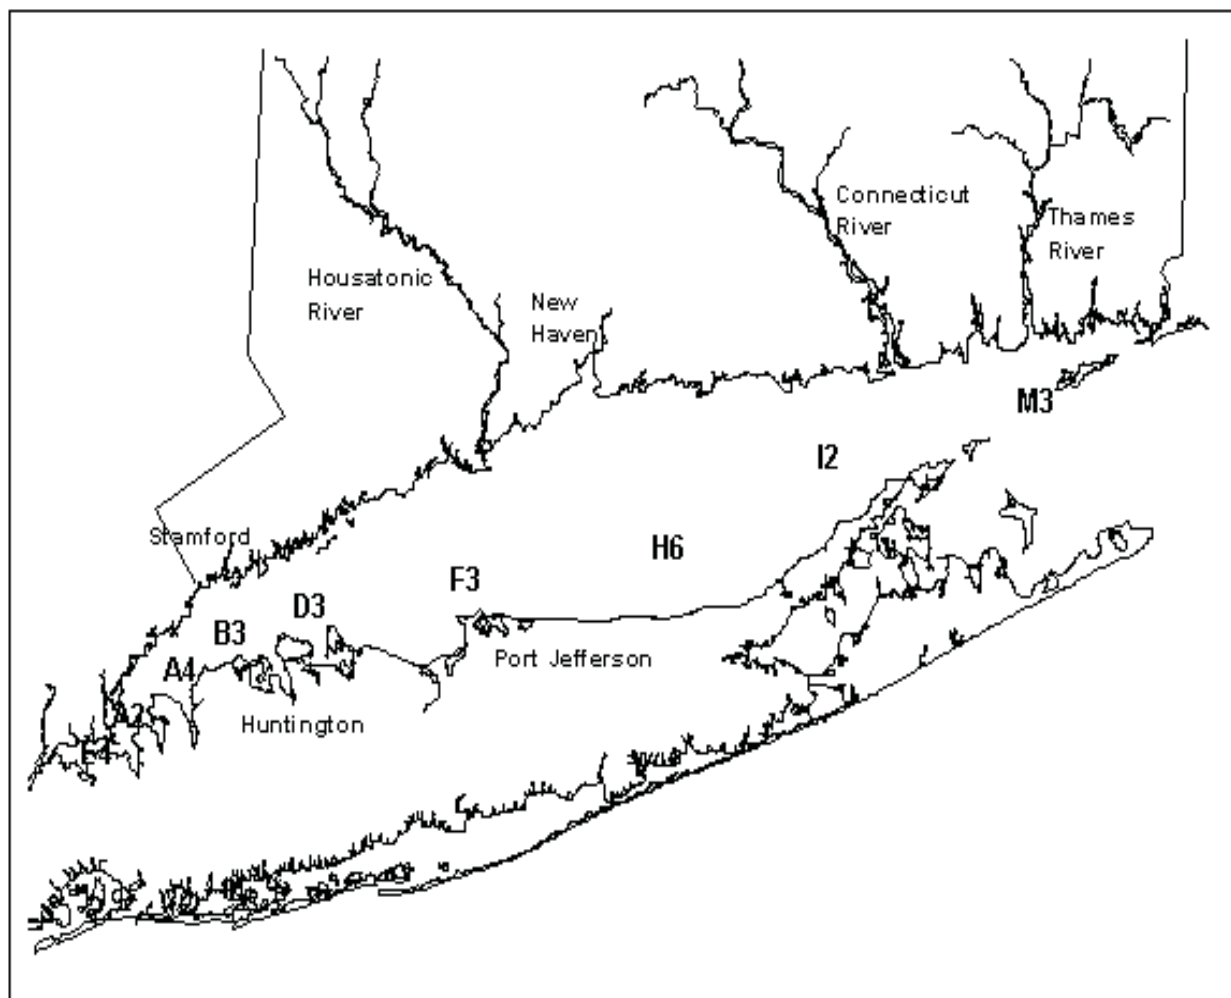 Connecticut
River
Thames
River
Housatonic
River
New
Haven
M3
I2
Stamford
H6
F3
D3
B3
A4
Port Jefferson
Huntington
A2